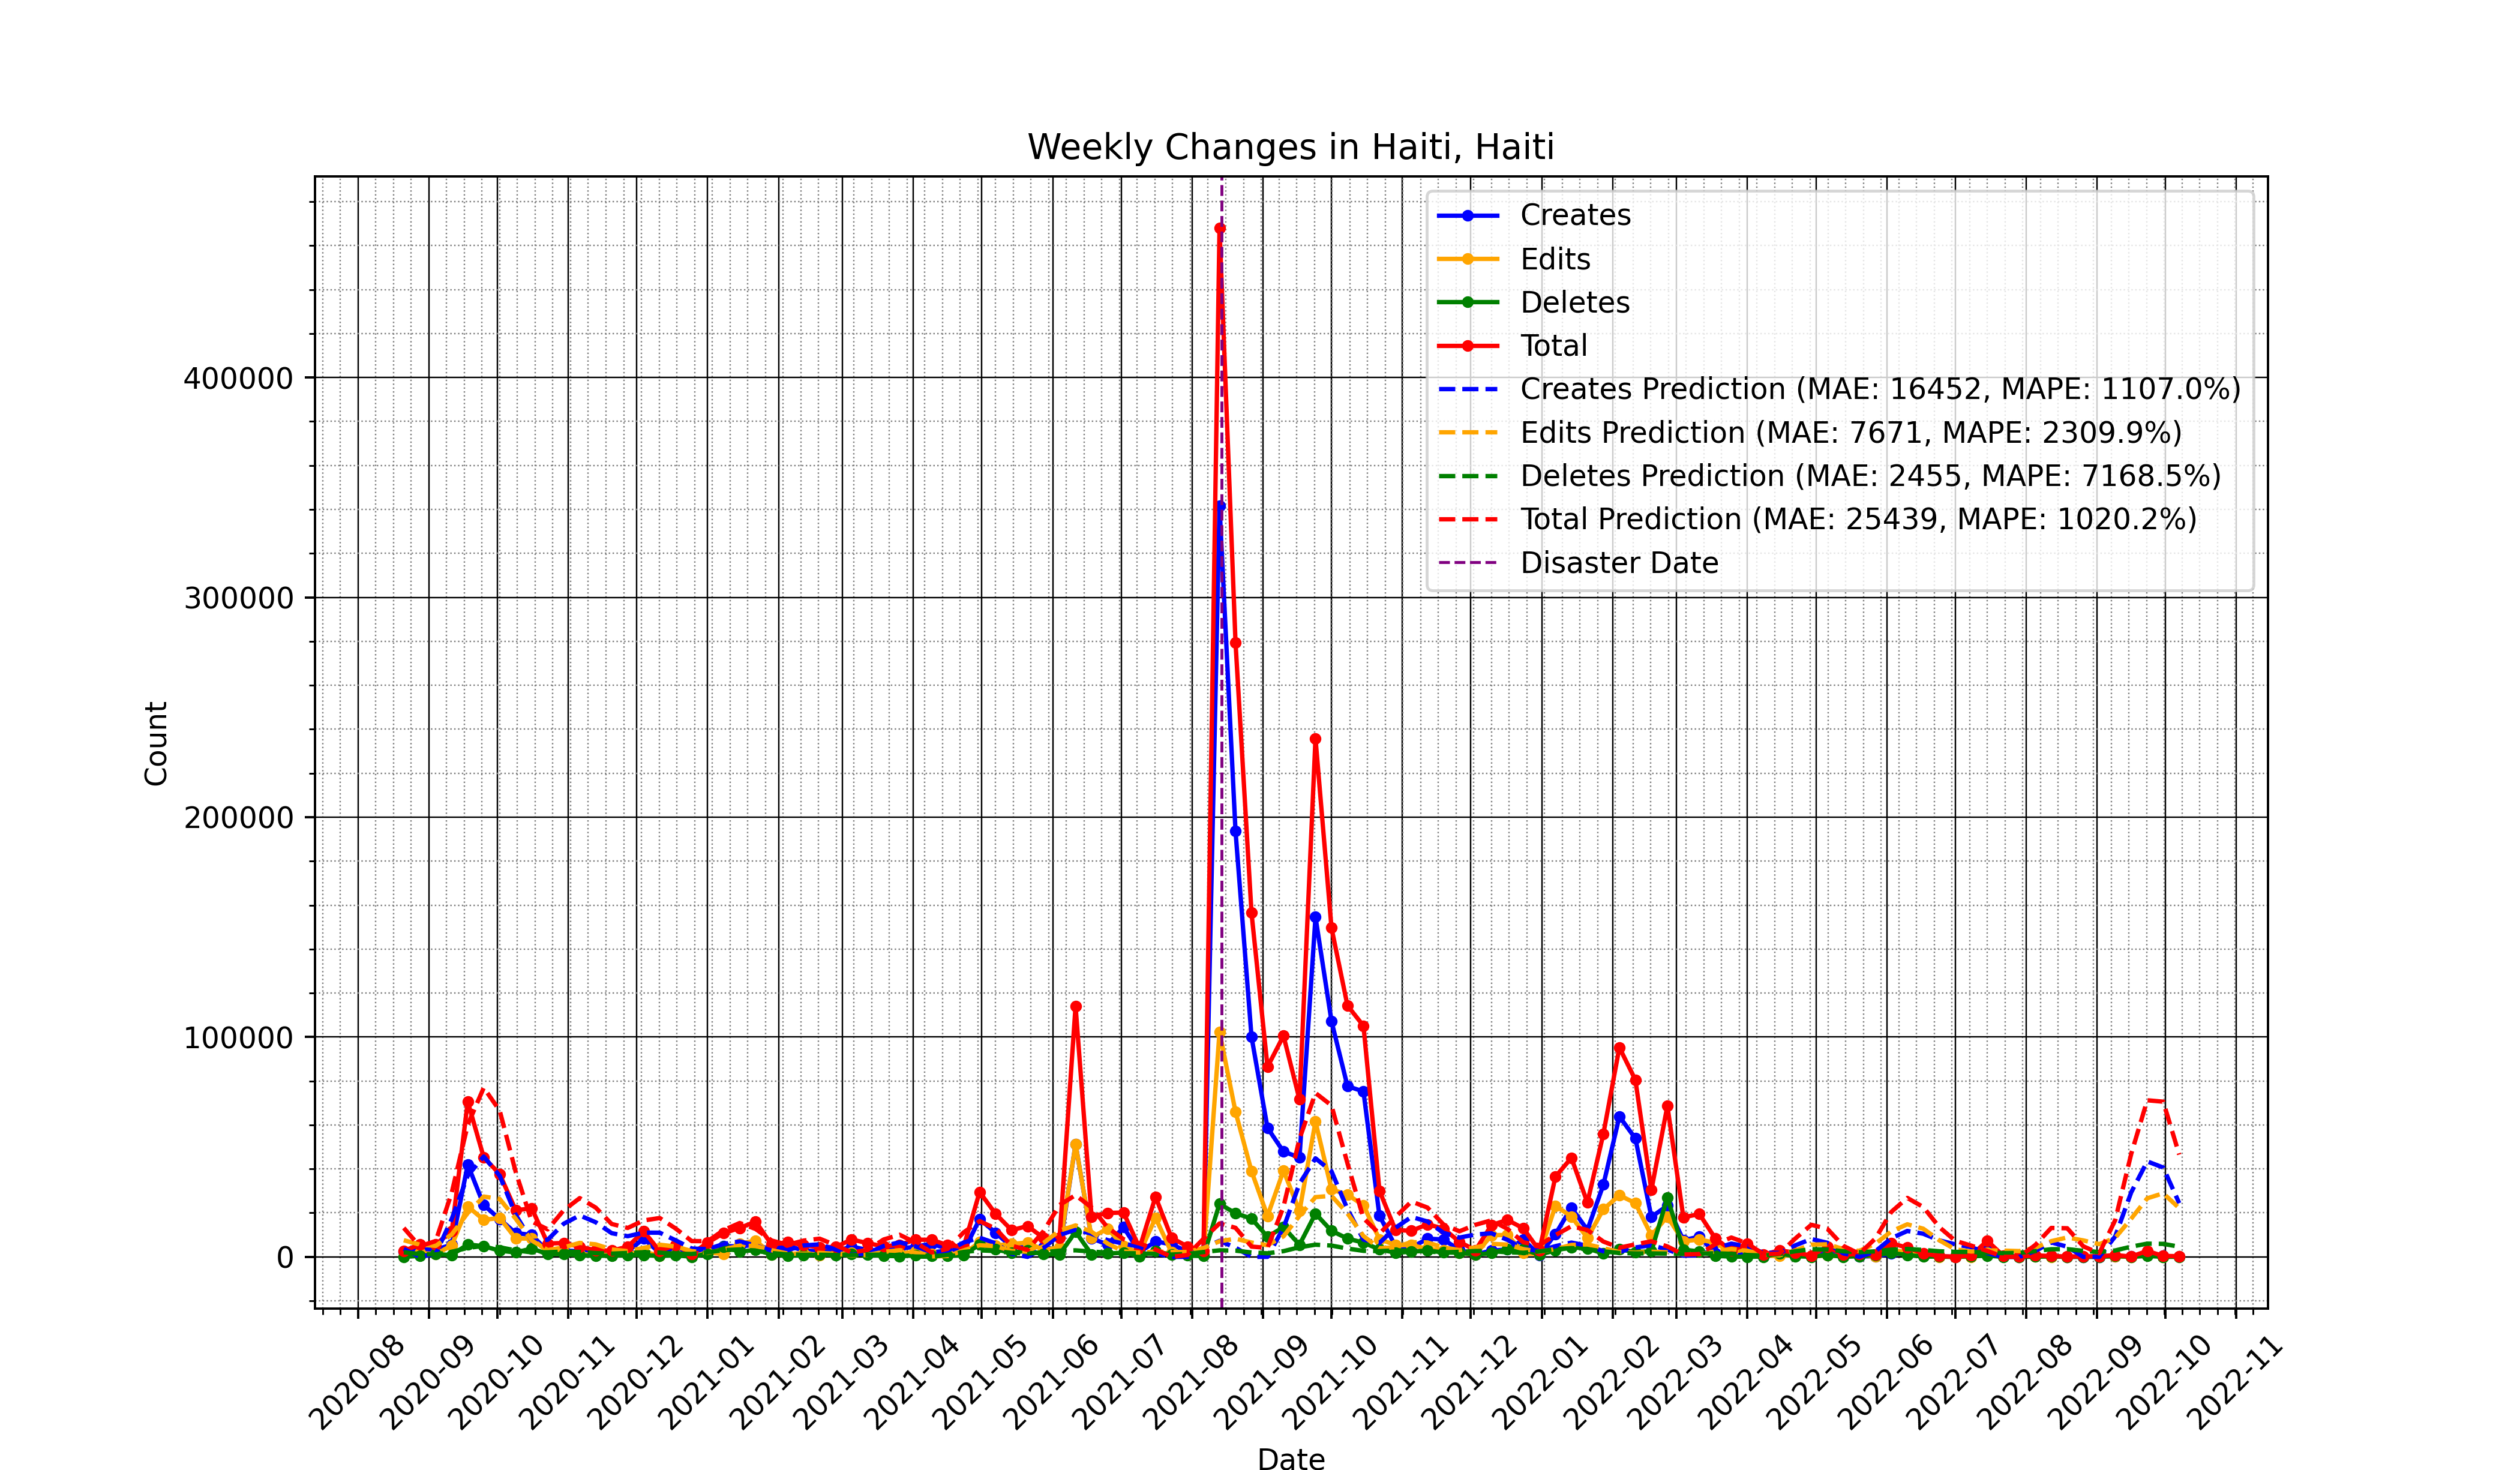 Weekly Changes in Haiti, Haiti
Creates
Edits
Deletes
Total
Creates Prediction (MAE: 16452, MAPE: 1107.0%)
Edits Prediction (MAE: 7671, MAPE: 2309.9%)
Deletes Prediction (MAE: 2455, MAPE: 7168.5%)
Total Prediction (MAE: 25439, MAPE: 1020.2%)
Disaster Date
400000
300000
200000
100000
0
Count
2020-08
2020-09
2020-10
2020-11
2020-12
2021-01
2021-02
2021-03
2021-04
2021-05
2021-06
2021-07
2021-08
2021-09
2021-10
2021-11
2021-12
2022-01
2022-02
2022-03
2022-04
2022-05
2022-06
2022-07
2022-08
2022-09
2022-10
2022-11
Date